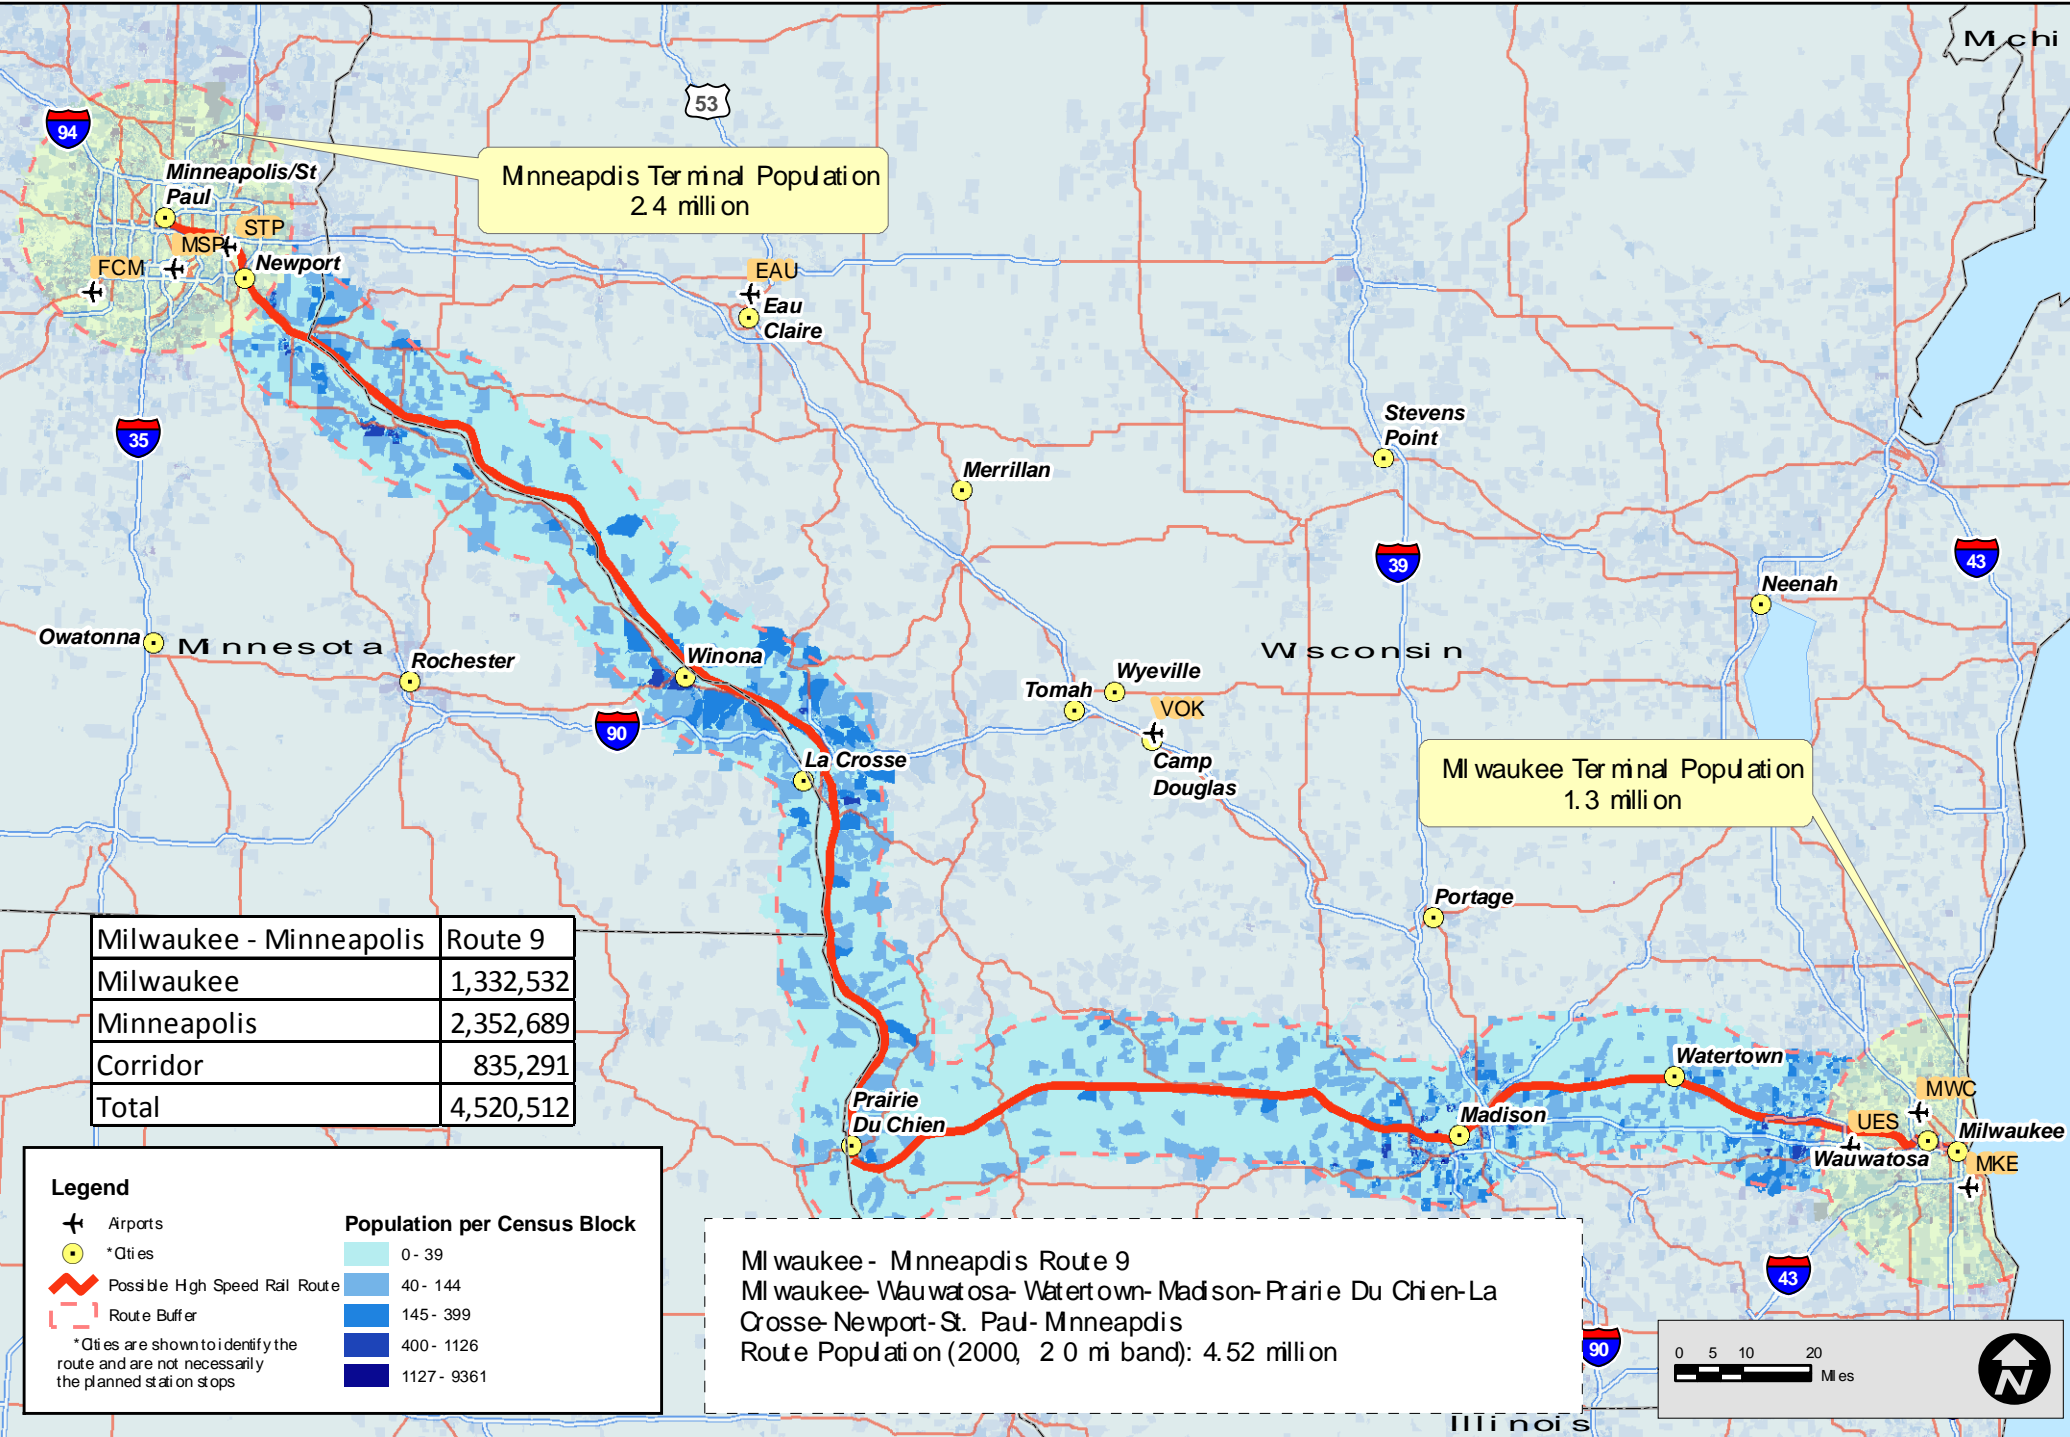 Michi
53
94
Minneapolis Terminal Population
2.4 million
Minneapolis/St
Paul
STP
MSP
FCM
Newport
EAU
Eau
Claire
35
Stevens
Point
Merrillan
39
43
Neenah
Owatonna
Minnesota
Rochester
Winona
Wisconsin
Wyeville
Tomah
VOK
90
La Crosse
Camp
Douglas
Milwaukee Terminal Population
1.3 million
Portage
Milwaukee - Minneapolis Route 9
Milwaukee 1,332,532
Minneapolis 2,352,689
Corridor 835,291
Total 4,520,512
Prairie
Du Chien
Madison
Watertown
MWC
UES
Milwaukee
Wauwatosa
MKE
Legend
Airports
*Cities
Possible High Speed Rail Route
Route Buffer
*Cities are shown to identify the
route and are not necessarily
the planned station stops
Population per Census Block
0 - 39
40 - 144
145 - 399
400 - 1126
1127 - 9361
Milwaukee - Minneapolis Route 9
Milwaukee-Wauwatosa-Watertown-Madison-Prairie Du Chien-La
Crosse-Newport-St. Paul-Minneapolis
Route Population (2000, 20 mi band): 4.52 million
43
90
0 5 10 20
Miles
N
Illinois